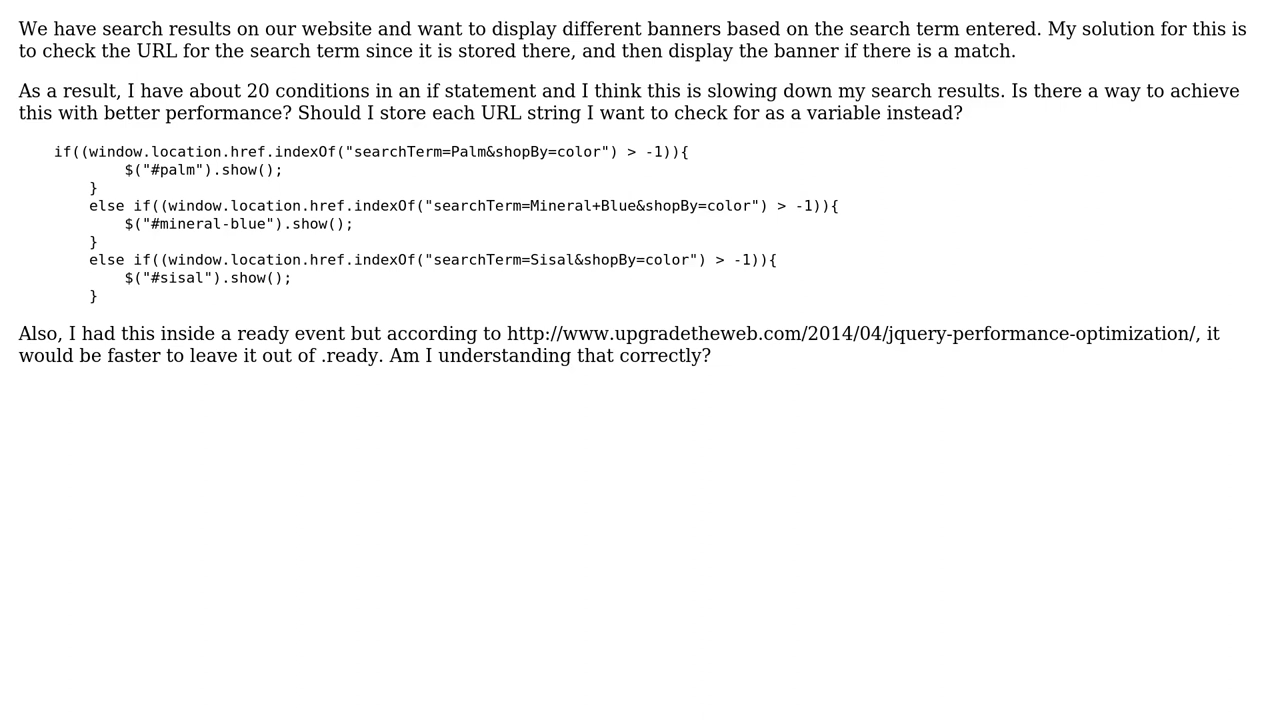 We have search results on our website and want to display different banners based on the search term entered. My solution for this is
to check the URL for the search term since it is stored there, and then display the banner if there is a match.
As a result, I have about 20 conditions in an if statement and I think this is slowing down my search results. Is there a way to achieve
this with better performance? Should I store each URL string I want to check for as a variable instead?
if((window.location.href.indexOf("searchTerm=Palm&shopBy=color") > -1)){
$("#palm").show();
}
else if((window.location.href.indexOf("searchTerm=Mineral+Blue&shopBy=color") > -1)){
$("#mineral-blue").show();
}
else if((window.location.href.indexOf("searchTerm=Sisal&shopBy=color") > -1)){
$("#sisal").show();
}
Also, I had this inside a ready event but according to http://www.upgradetheweb.com/2014/04/jquery-performance-optimization/, it
would be faster to leave it out of .ready. Am I understanding that correctly?